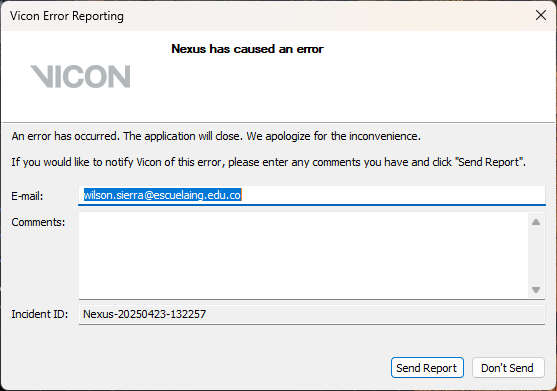 Vicon Error Reporting
Nexus has caused an error
VICON
An error has occurred. The application will close. We apologize for the inconvenience.
If you would like to notify Vicon of this error, please enter any comments you have and click "Send Report".
E-mail: wilson.sierra@escuelaing.edu.co
Comments:
Incident ID: Nexus-20250423-132257
Send Report Don't Send